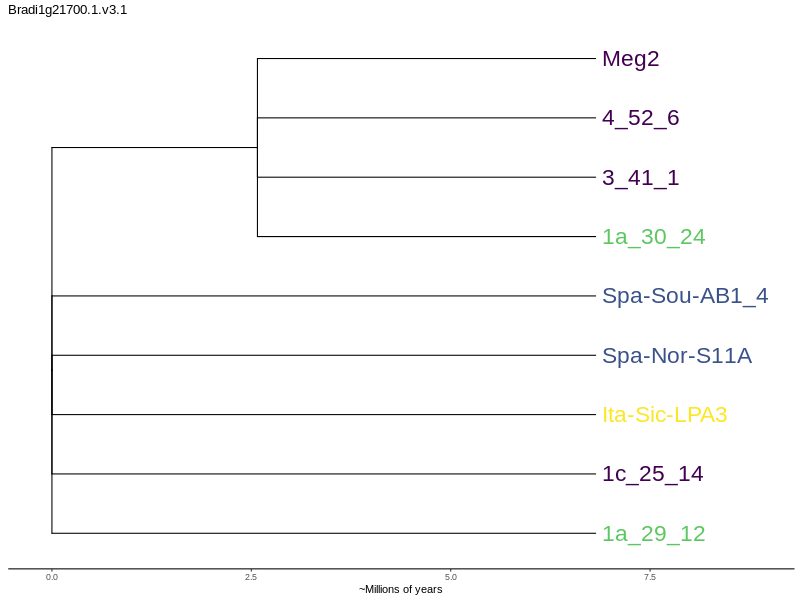 Bradi1g21700.1.v3.1
Meg2
4_52_6
3_41_1
1a_30_24
Spa-Sou-AB1_4
Spa-Nor-S11A
Ita-Sic-LPA3
1c_25_14
1a_29_12
0.0 2.5 5.0 7.5
~Millions of years